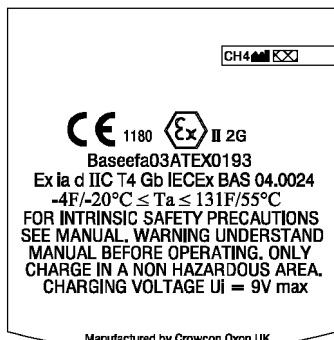 CH4
CE 1180 Ex II 2G
Baseefa03ATEX0193
Ex ia d IIC T4 Gb IECEx BAS 04.0024
-4F/-20°C ≤ Ta ≤ 131F/55°C
FOR INTRINSIC SAFETY PRECAUTIONS
SEE MANUAL. WARNING UNDERSTAND
MANUAL BEFORE OPERATING. ONLY
CHARGE IN A NON HAZARDOUS AREA.
CHARGING VOLTAGE Ui = 9V max
Manufactured by Crowcon Oxon UK